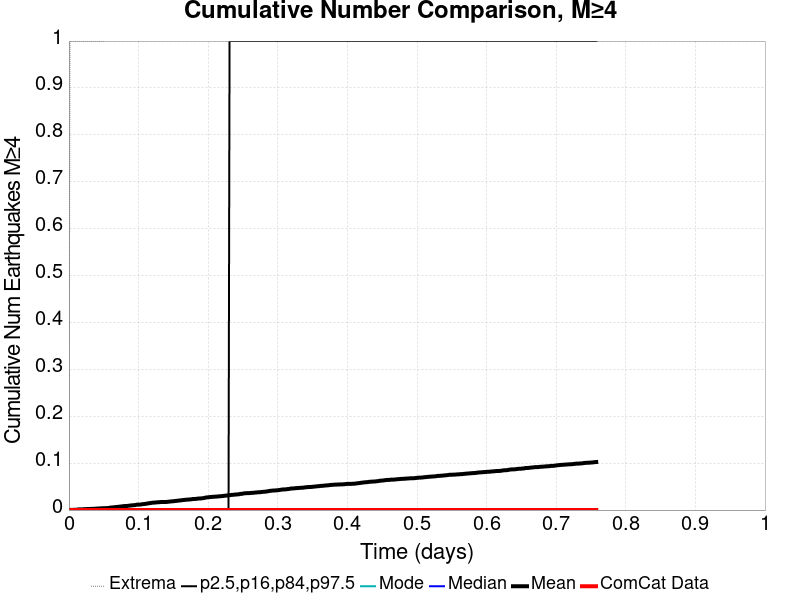 Cumulative Number Comparison, M≥4
Cumulative Num Earthquakes M≥4
1
0.9
0.8
0.7
0.6
0.5
0.4
0.3
0.2
0.1
0
0 0.1 0.2 0.3 0.4 0.5 0.6 0.7 0.8 0.9 1
Time (days)
Extrema p2.5,p16,p84,p97.5 Mode Median Mean ComCat Data